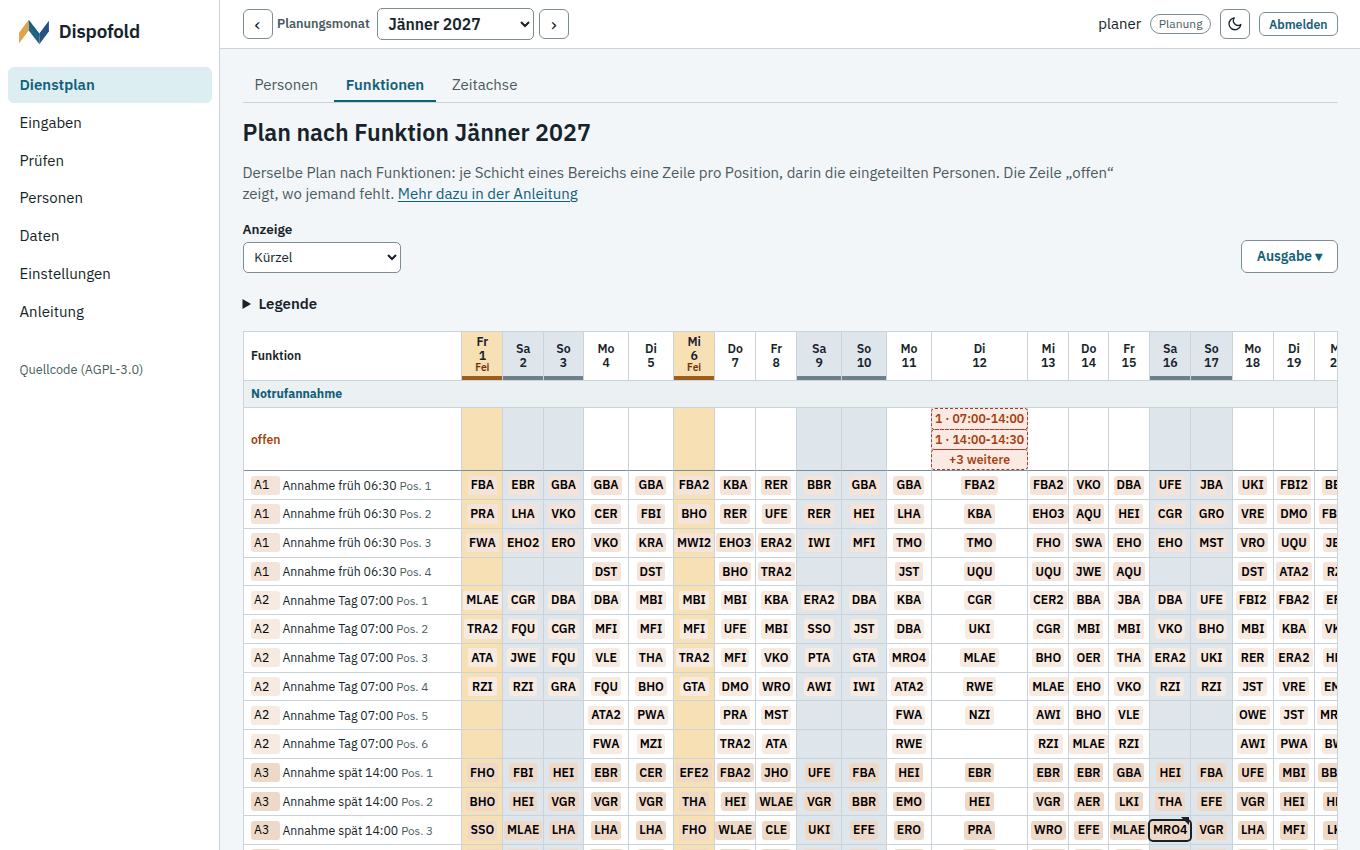 Dispofold
Dienstplan
Eingaben
Prüfen
Personen
Daten
Einstellungen
Anleitung
Quellcode (AGPL-3.0)
‹ Planungsmonat Jänner 2027 ›
planer Planung Abmelden
Personen Funktionen Zeitachse
Plan nach Funktion Jänner 2027
Derselbe Plan nach Funktionen: je Schicht eines Bereichs eine Zeile pro Position, darin die eingeteilten Personen. Die Zeile „offen“
zeigt, wo jemand fehlt. Mehr dazu in der Anleitung
Anzeige
Kürzel
Ausgabe ▾
▶ Legende
Funktion Fr 1 Fei Sa 2 So 3 Mo 4 Di 5 Mi 6 Fei Do 7 Fr 8 Sa 9 So 10 Mo 11 Di 12 Mi 13 Do 14 Fr 15 Sa 16 So 17 Mo 18 Di 19
Notrufannahme
offen
1 · 07:00-14:00
1 · 14:00-14:30
+3 weitere
A1 Annahme früh 06:30 Pos. 1 FBA EBR GBA GBA GBA FBA2 KBA RER BBR GBA GBA FBA2 FBA2 VKO DBA UFE JBA UKI FBI2
A1 Annahme früh 06:30 Pos. 2 PRA LHA VKO CER FBI BHO RER UFE RER HEI LHA KBA EHO3 AQU HEI CGR GRO VRE DMO
A1 Annahme früh 06:30 Pos. 3 FWA EHO2 ERO VKO KRA MWI2 EHO3 ERA2 IWI MFI TMO TMO FHO SWA EHO EHO MST VRO UQU
A1 Annahme früh 06:30 Pos. 4 DST DST BHO TRA2 JST UQU UQU JWE AQU DST ATA2
A2 Annahme Tag 07:00 Pos. 1 MLAE CGR DBA DBA MBI MBI MBI KBA ERA2 DBA KBA CGR CER2 BBA JBA DBA UFE FBI2 FBA2
A2 Annahme Tag 07:00 Pos. 2 TRA2 FQU CGR MFI MFI MFI UFE MBI SSO JST DBA UKI CGR MBI MBI VKO BHO MBI KBA
A2 Annahme Tag 07:00 Pos. 3 ATA JWE FQU VLE THA TRA2 MFI VKO PTA GTA MRO4 MLAE BHO OER THA ERA2 UKI RER ERA2
A2 Annahme Tag 07:00 Pos. 4 RZI RZI GRA FQU BHO GTA DMO WRO AWI IWI ATA2 RWE MLAE EHO VKO RZI RZI JST VRE
A2 Annahme Tag 07:00 Pos. 5 ATA2 PWA PRA MST FWA NZI AWI BHO VLE OWE JST
A2 Annahme Tag 07:00 Pos. 6 FWA MZI TRA2 ATA RWE RZI MLAE RZI AWI PWA
A3 Annahme spät 14:00 Pos. 1 FHO FBI HEI EBR CER EFE2 FBA2 JHO UFE FBA HEI EBR EBR EBR GBA HEI FBA UFE MBI
A3 Annahme spät 14:00 Pos. 2 BHO HEI VGR VGR VGR THA HEI WLAE VGR BBR EMO HEI VGR AER LKI THA EFE VGR HEI
A3 Annahme spät 14:00 Pos. 3 SSO MLAE LHA LHA LHA FHO WLAE CLE UKI EFE ERO PRA WRO EFE MLAE MRO4 VGR LHA MFI